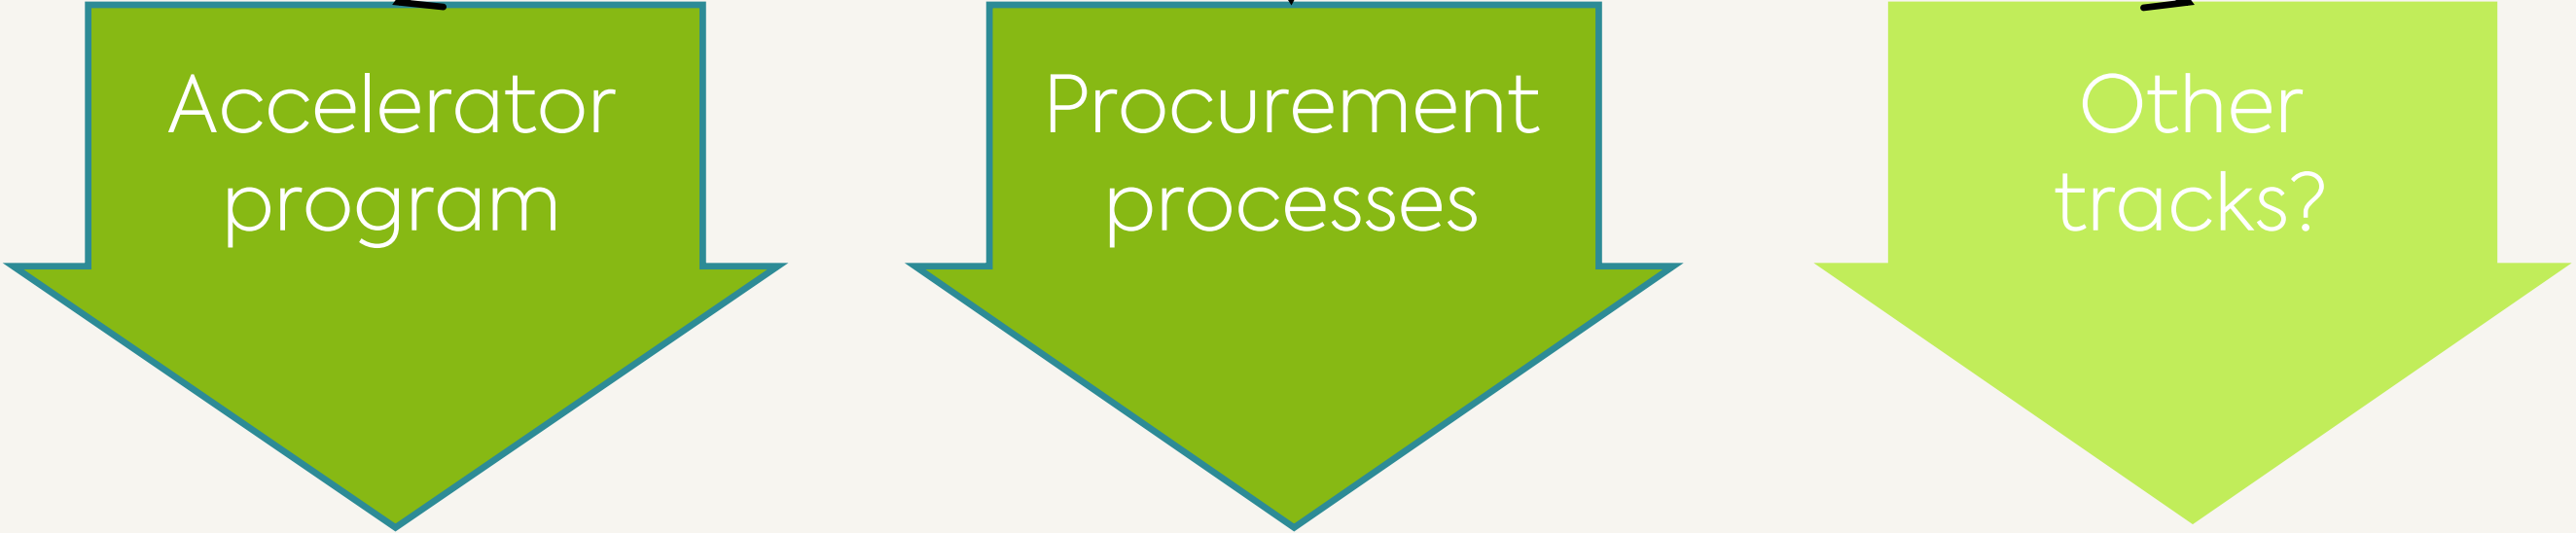 Accelerator
program
Procurement
processes
Other
tracks?